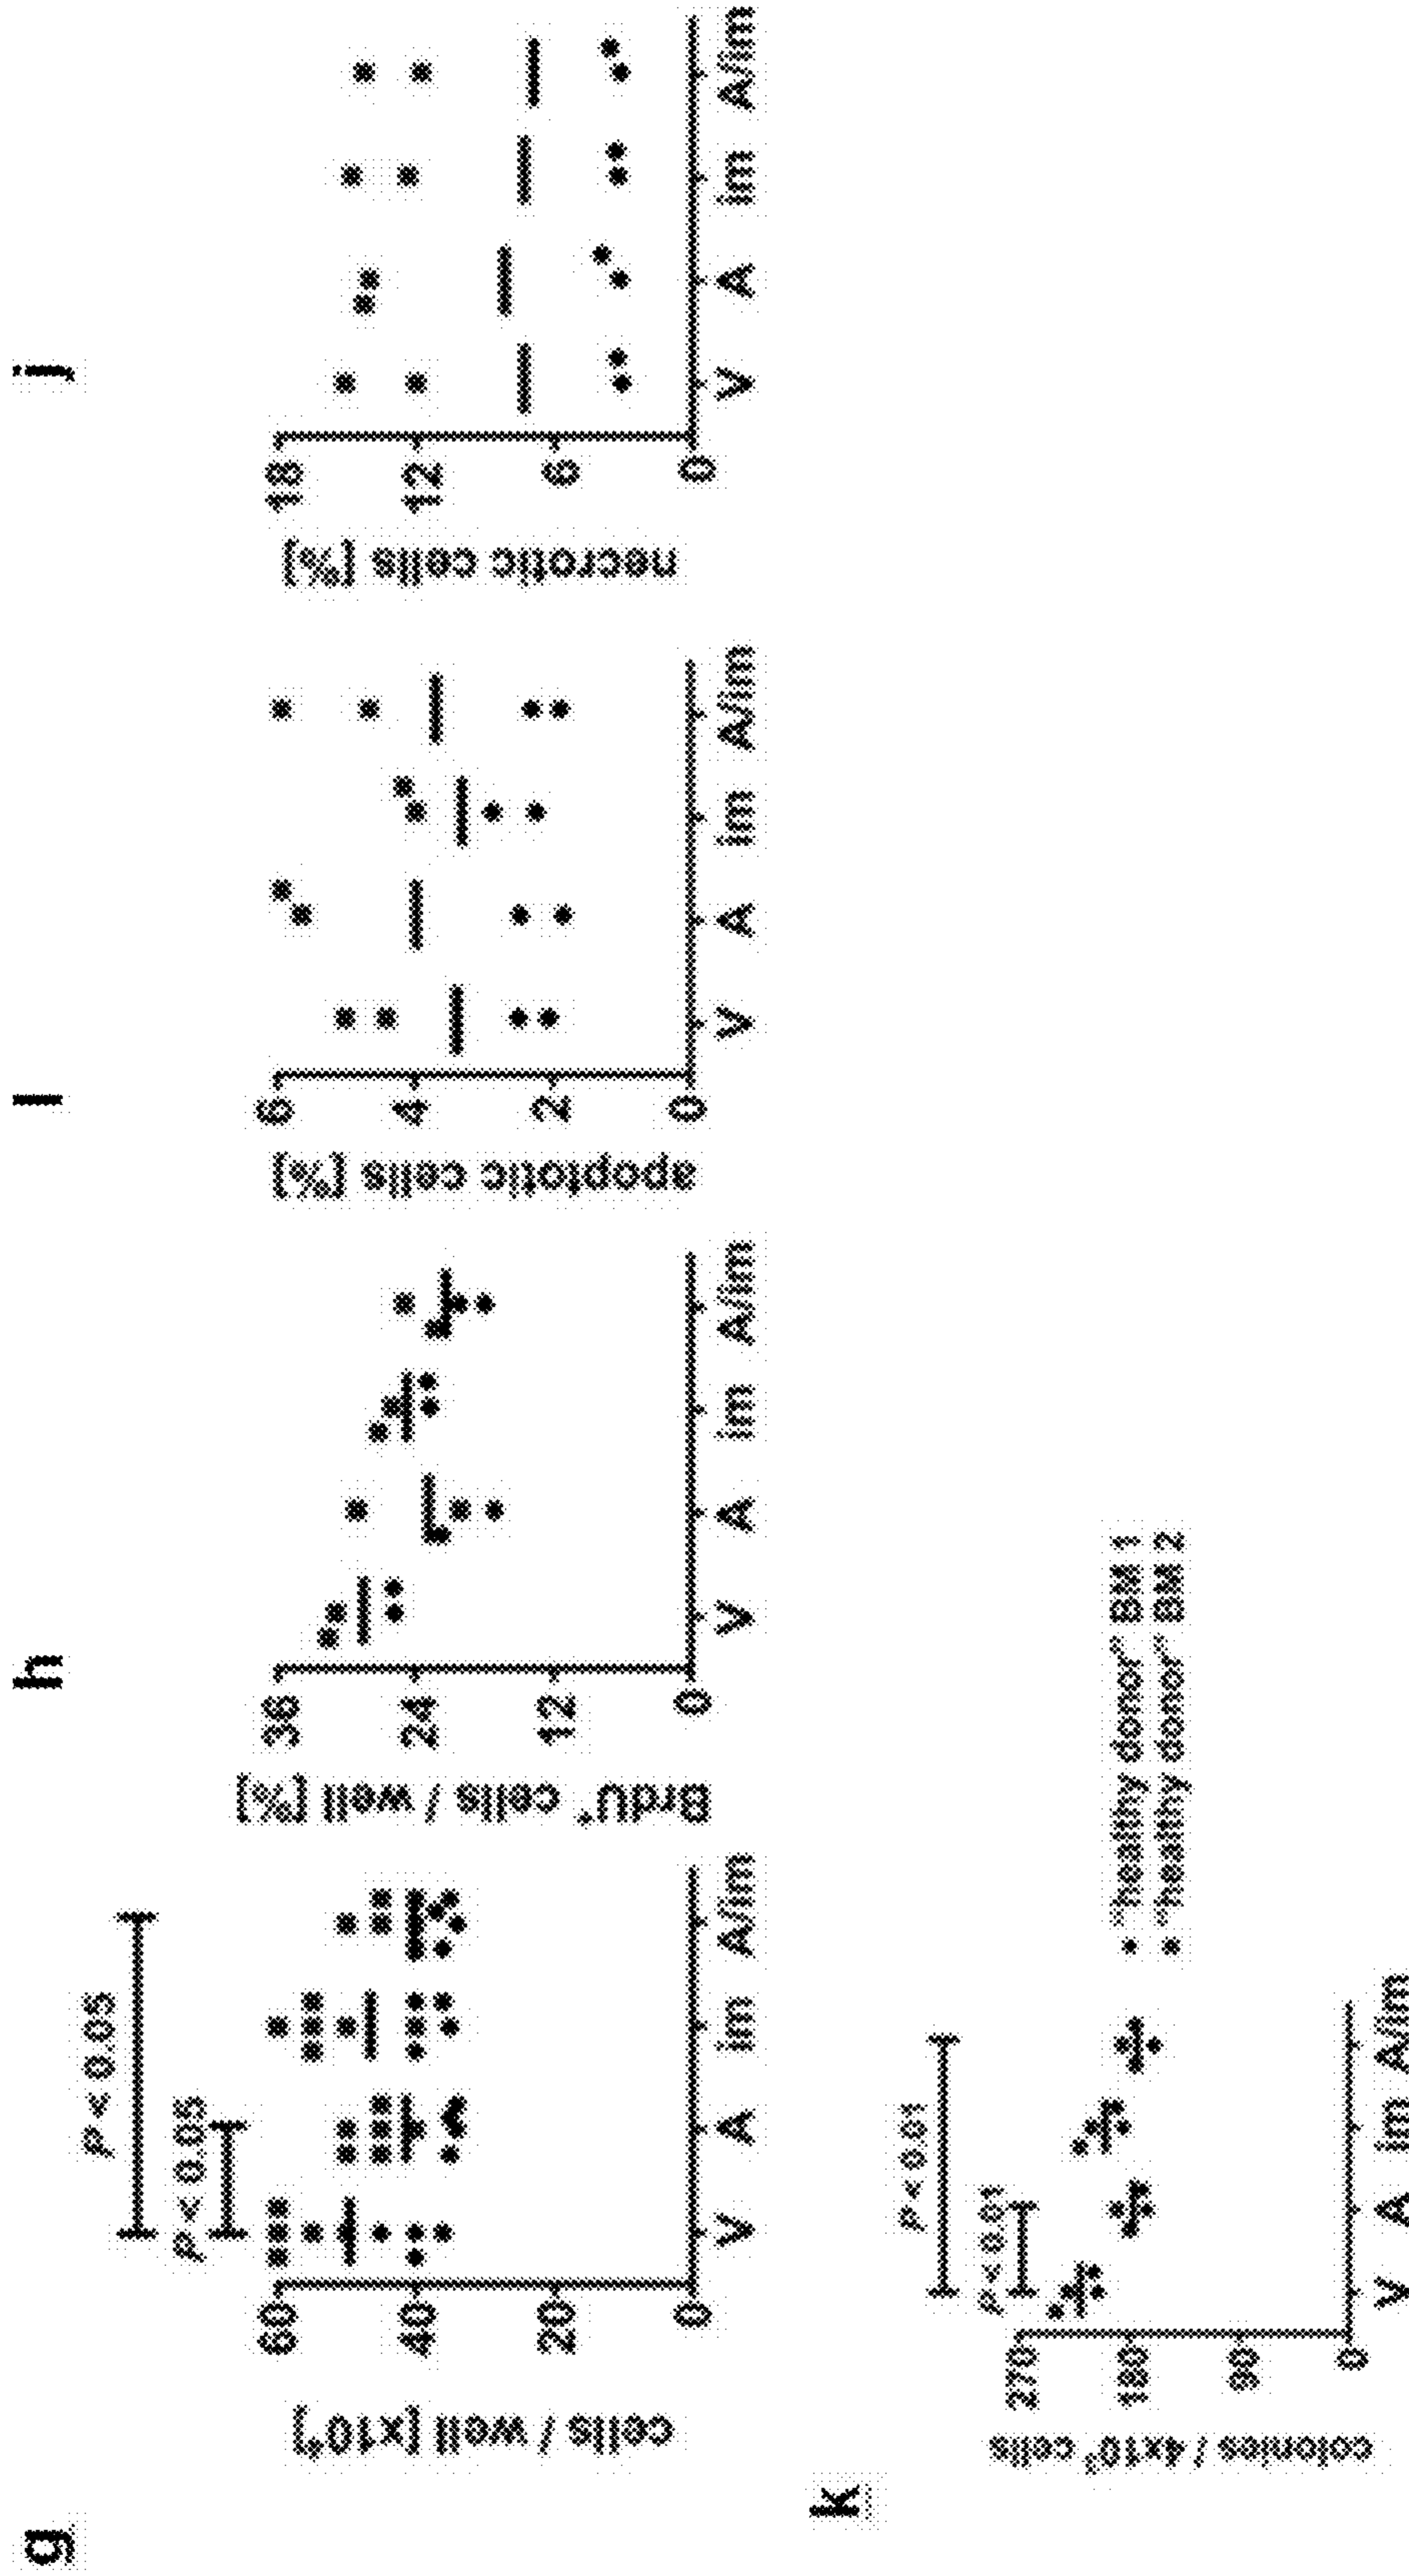 g
cells / well [x10⁴]
60
40
20
0
P < 0.05
P < 0.05
V A im A/im
h
BrdU⁺ cells / well [%]
36
24
12
0
V A im A/im
I
apoptotic cells [%]
6
4
2
0
V A im A/im
j
necrotic cells [%]
18
12
6
0
V A im A/im
k
colonies / 4x10³ cells
270
180
90
0
P < 0.01
P < 0.01
V A im A/im
"healthy donor" BM 1
"healthy donor" BM 2